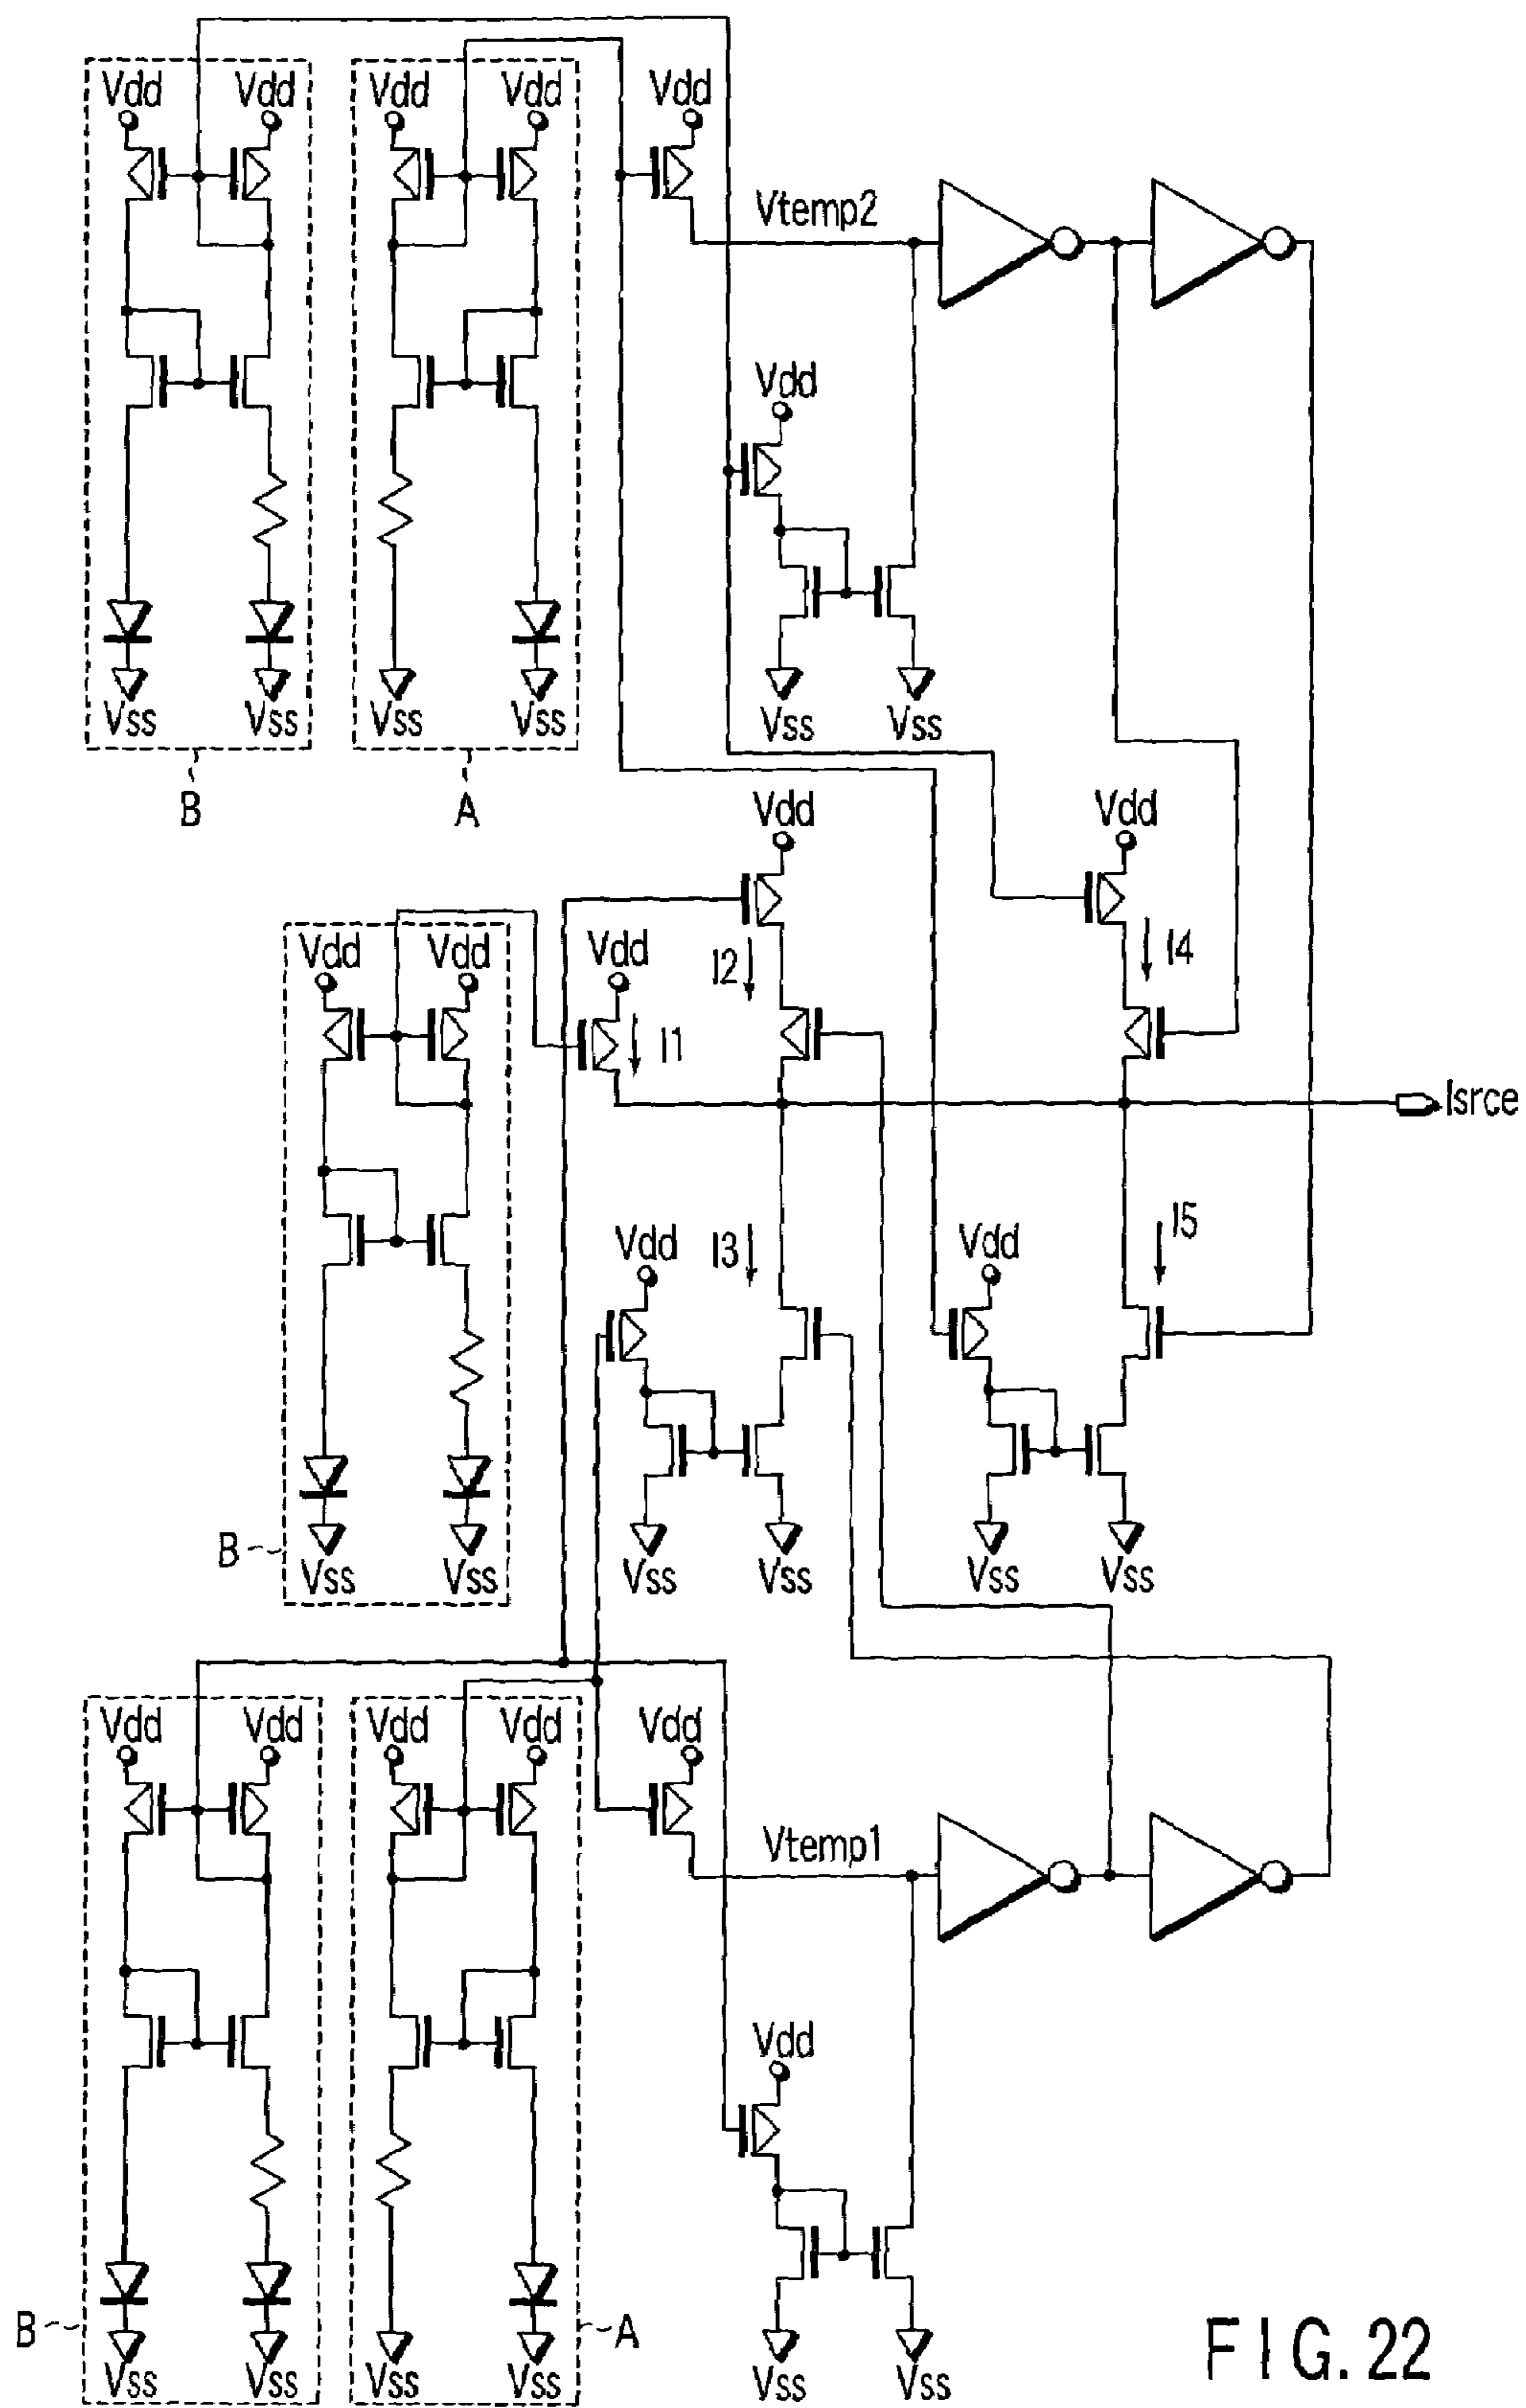 Vdd Vdd Vdd Vdd Vdd
Vtemp2
Vdd
Vss Vss Vss Vss Vss Vss
B A
Vdd Vdd
Vdd Vdd Vdd
I2 I4
I1
Isrce
Vdd I3 Vdd I5
B
Vss Vss Vss Vss Vss Vss
Vdd Vdd Vdd Vdd Vdd
Vtemp1
Vdd
B A
Vss Vss Vss Vss Vss Vss
FIG. 22